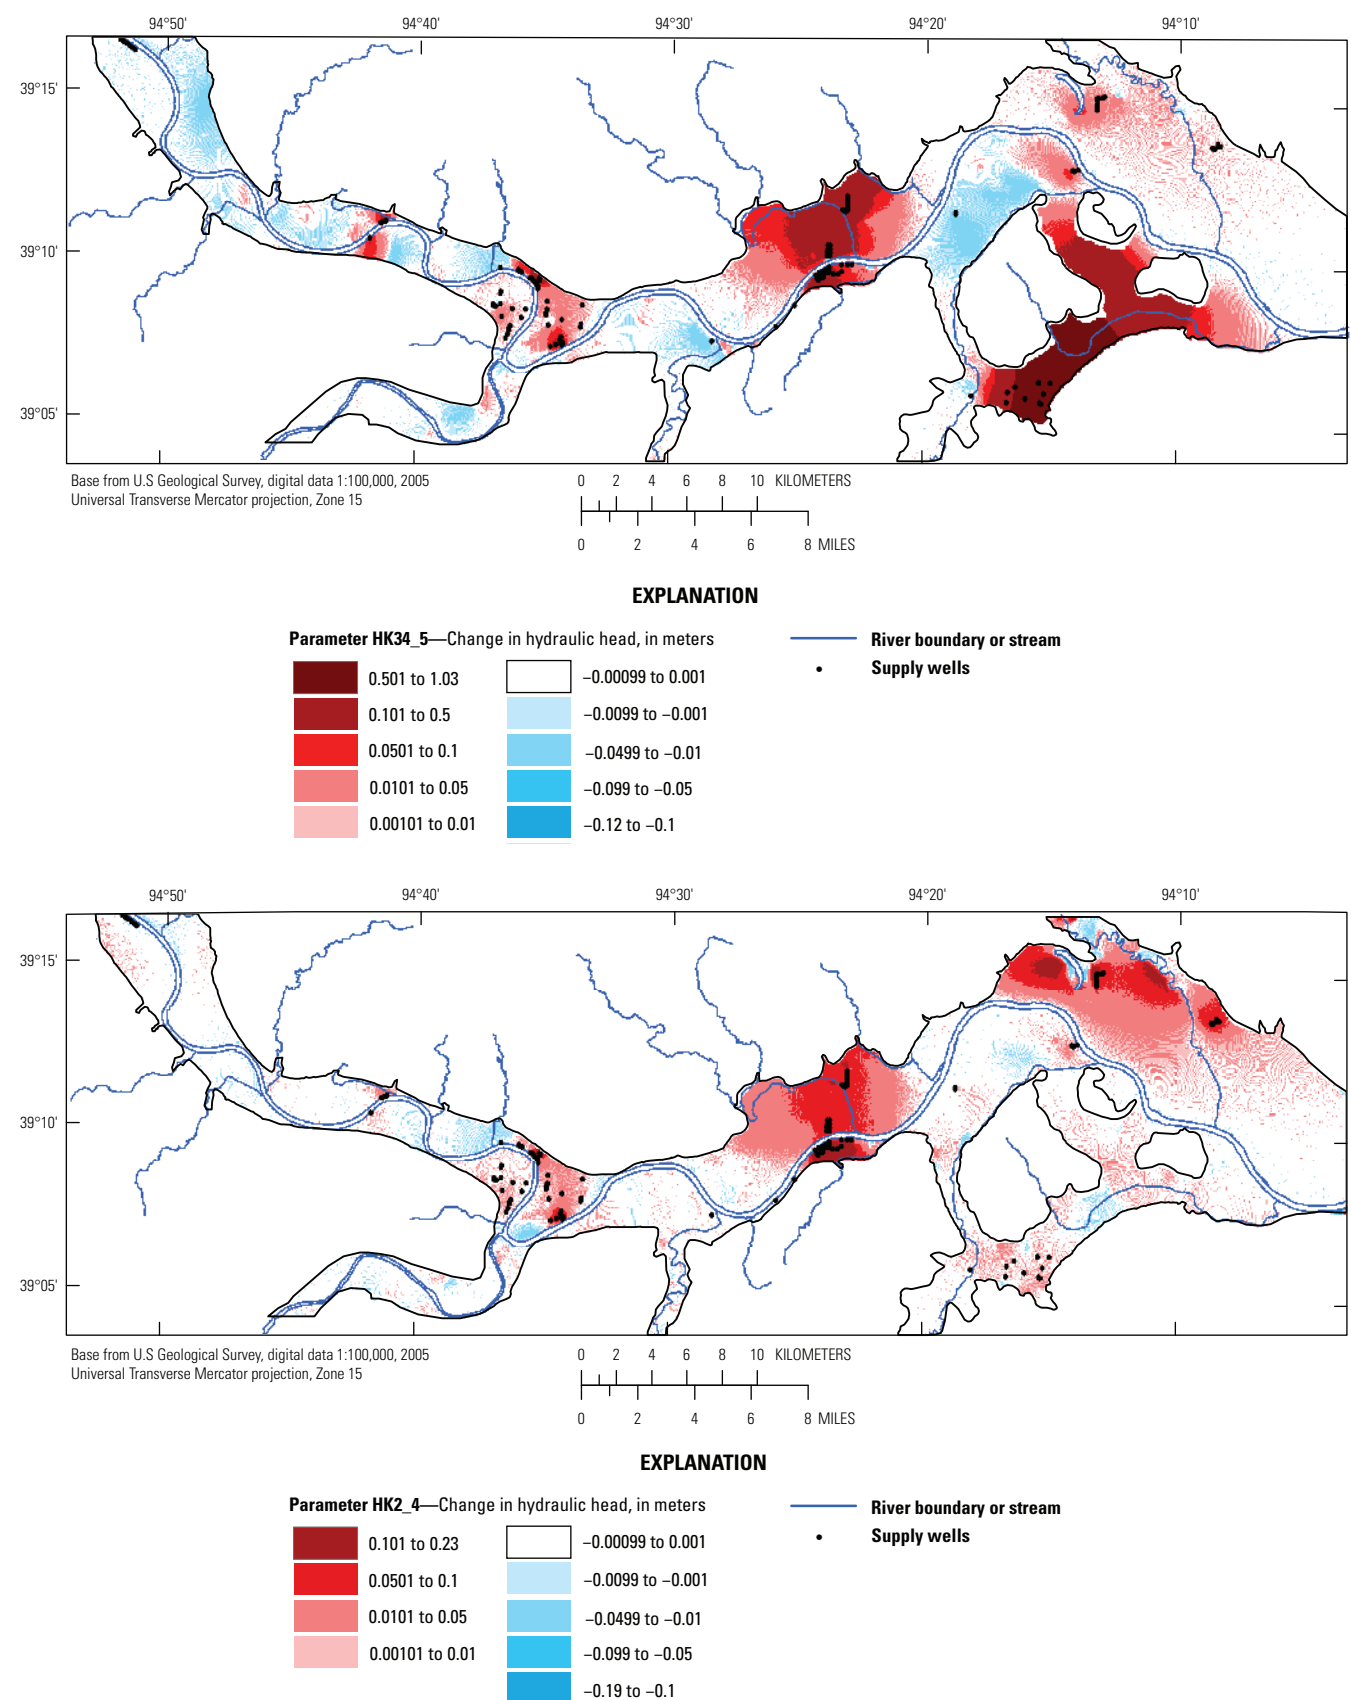 94°50' 94°40' 94°30' 94°20' 94°10'
39°15'
39°10'
39°05'
Base from U.S Geological Survey, digital data 1:100,000, 2005
Universal Transverse Mercator projection, Zone 15
0 2 4 6 8 10 KILOMETERS
0 2 4 6 8 MILES
EXPLANATION
Parameter HK34_5—Change in hydraulic head, in meters
0.501 to 1.03
0.101 to 0.5
0.0501 to 0.1
0.0101 to 0.05
0.00101 to 0.01
−0.00099 to 0.001
−0.0099 to −0.001
−0.0499 to −0.01
−0.099 to −0.05
−0.12 to −0.1
River boundary or stream
Supply wells
94°50' 94°40' 94°30' 94°20' 94°10'
39°15'
39°10'
39°05'
Base from U.S Geological Survey, digital data 1:100,000, 2005
Universal Transverse Mercator projection, Zone 15
0 2 4 6 8 10 KILOMETERS
0 2 4 6 8 MILES
EXPLANATION
Parameter HK2_4—Change in hydraulic head, in meters
0.101 to 0.23
0.0501 to 0.1
0.0101 to 0.05
0.00101 to 0.01
−0.00099 to 0.001
−0.0099 to −0.001
−0.0499 to −0.01
−0.099 to −0.05
−0.19 to −0.1
River boundary or stream
Supply wells